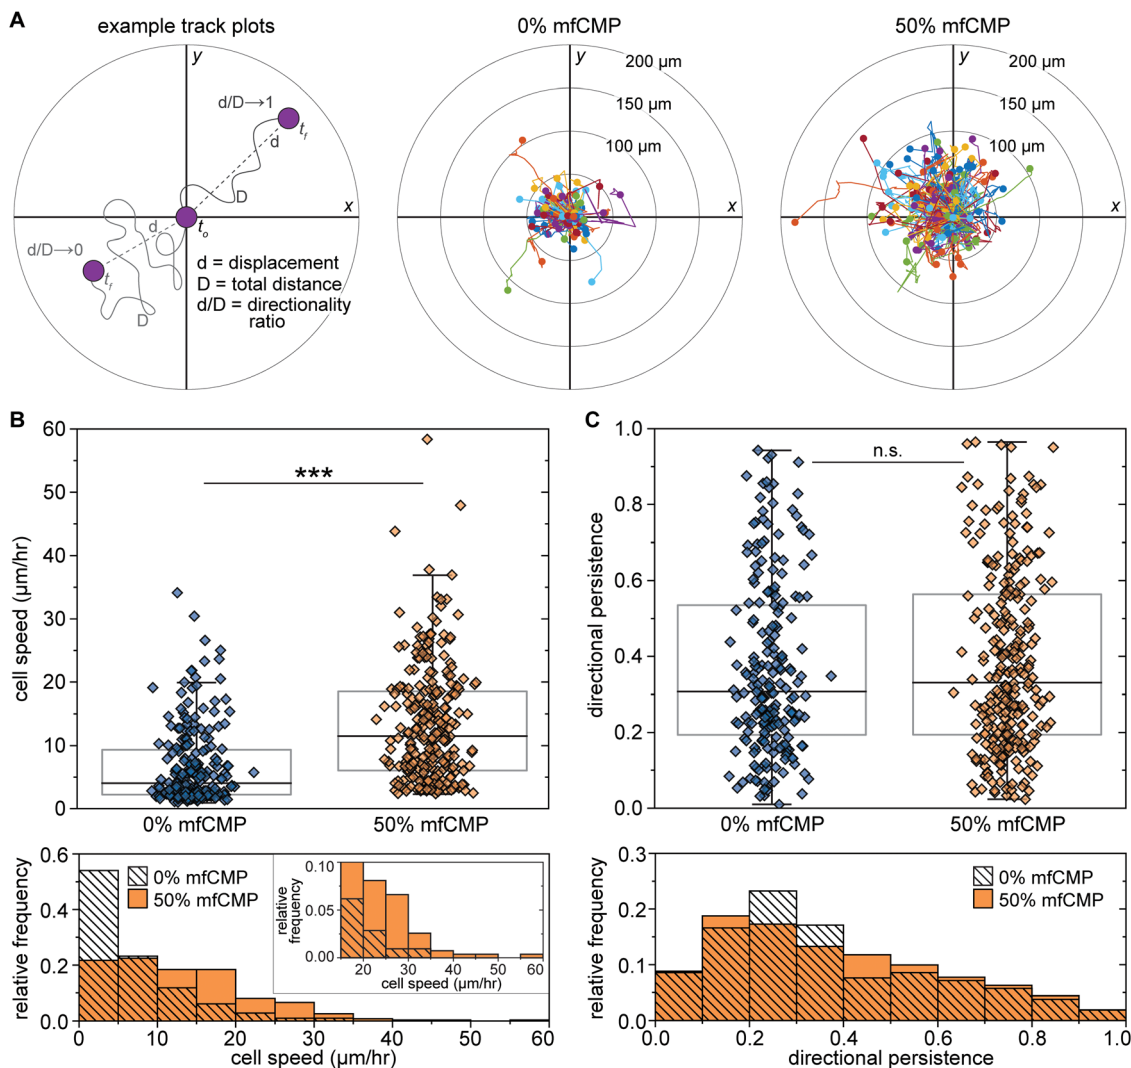 A
example track plots
0% mfCMP
50% mfCMP
y
d/D→1
t_f
d
D
x
t_o
d
d/D→0
t_f
D
d = displacement
D = total distance
d/D = directionality
ratio
y
200 µm
150 µm
100 µm
x
y
200 µm
150 µm
100 µm
x
B
60
50
40
30
20
10
0
cell speed (µm/hr)
***
0% mfCMP
50% mfCMP
C
1.0
0.8
0.6
0.4
0.2
0.0
directional persistence
n.s.
0% mfCMP
50% mfCMP
0.6
0.4
0.2
0.0
relative frequency
0% mfCMP
50% mfCMP
0.10
0.05
0.00
relative
frequency
20 30 40 50 60
cell speed (µm/hr)
0 10 20 30 40 50 60
cell speed (µm/hr)
0.3
0.2
0.1
0.0
relative frequency
0% mfCMP
50% mfCMP
0.0 0.2 0.4 0.6 0.8 1.0
directional persistence